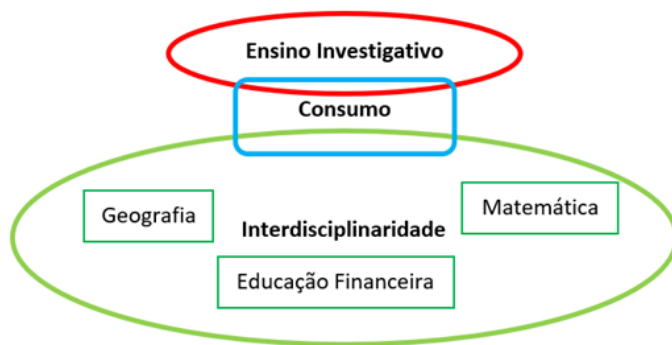 Ensino Investigativo
Consumo
Geografia
Matemática
Interdisciplinaridade
Educação Financeira